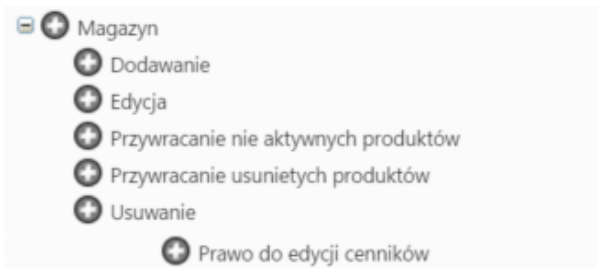 Magazyn
Dodawanie
Edycja
Przywracanie nie aktywnych produktów
Przywracanie usunietych produktów
Usuwanie
Prawo do edycji cenników